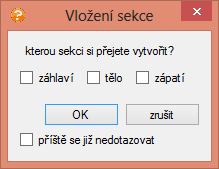 Vložení sekce
kterou sekci si přejete vytvořit?
záhlaví tělo zápatí
OK zrušit
příště se již nedotazovat